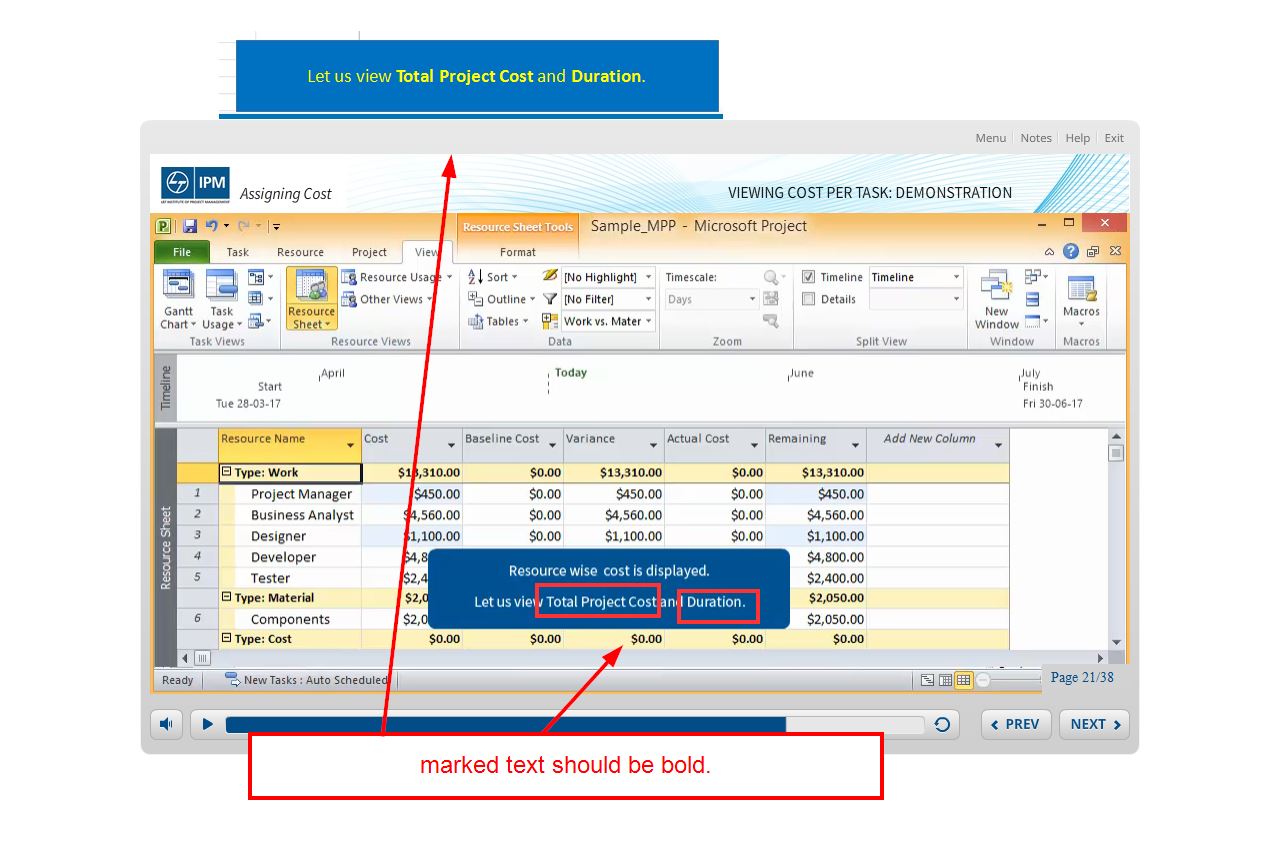 Let us view Total Project Cost and Duration.
Menu Notes Help Exit
IPM
Assigning Cost
VIEWING COST PER TASK: DEMONSTRATION
Resource Sheet Tools
Sample_MPP - Microsoft Project
File Task Resource Project View Format
Gantt Chart
Task Usage
Resource Sheet
Resource Usage
Other Views
Sort
Outline
Tables
[No Highlight]
[No Filter]
Work vs. Mater
Timescale:
Days
Timeline Timeline
Details
New Window
Macros
Task Views Resource Views Data Zoom Split View Window Macros
Timeline
April Today June July
Start Finish
Tue 28-03-17 Fri 30-06-17
Resource Sheet
Resource Name Cost Baseline Cost Variance Actual Cost Remaining Add New Column
Type: Work $13,310.00 $0.00 $13,310.00 $0.00 $13,310.00
1 Project Manager $450.00 $0.00 $450.00 $0.00 $450.00
2 Business Analyst $4,560.00 $0.00 $4,560.00 $0.00 $4,560.00
3 Designer $1,100.00 $0.00 $1,100.00 $0.00 $1,100.00
4 Developer $4,8 $4,800.00
5 Tester $2,4 $2,400.00
Type: Material $2,0 $2,050.00
6 Components $2,0 $2,050.00
Type: Cost $0.00 $0.00 $0.00 $0.00 $0.00
Resource wise cost is displayed.
Let us view Total Project Cost and Duration.
Ready New Tasks : Auto Scheduled
Page 21/38
PREV NEXT
marked text should be bold.